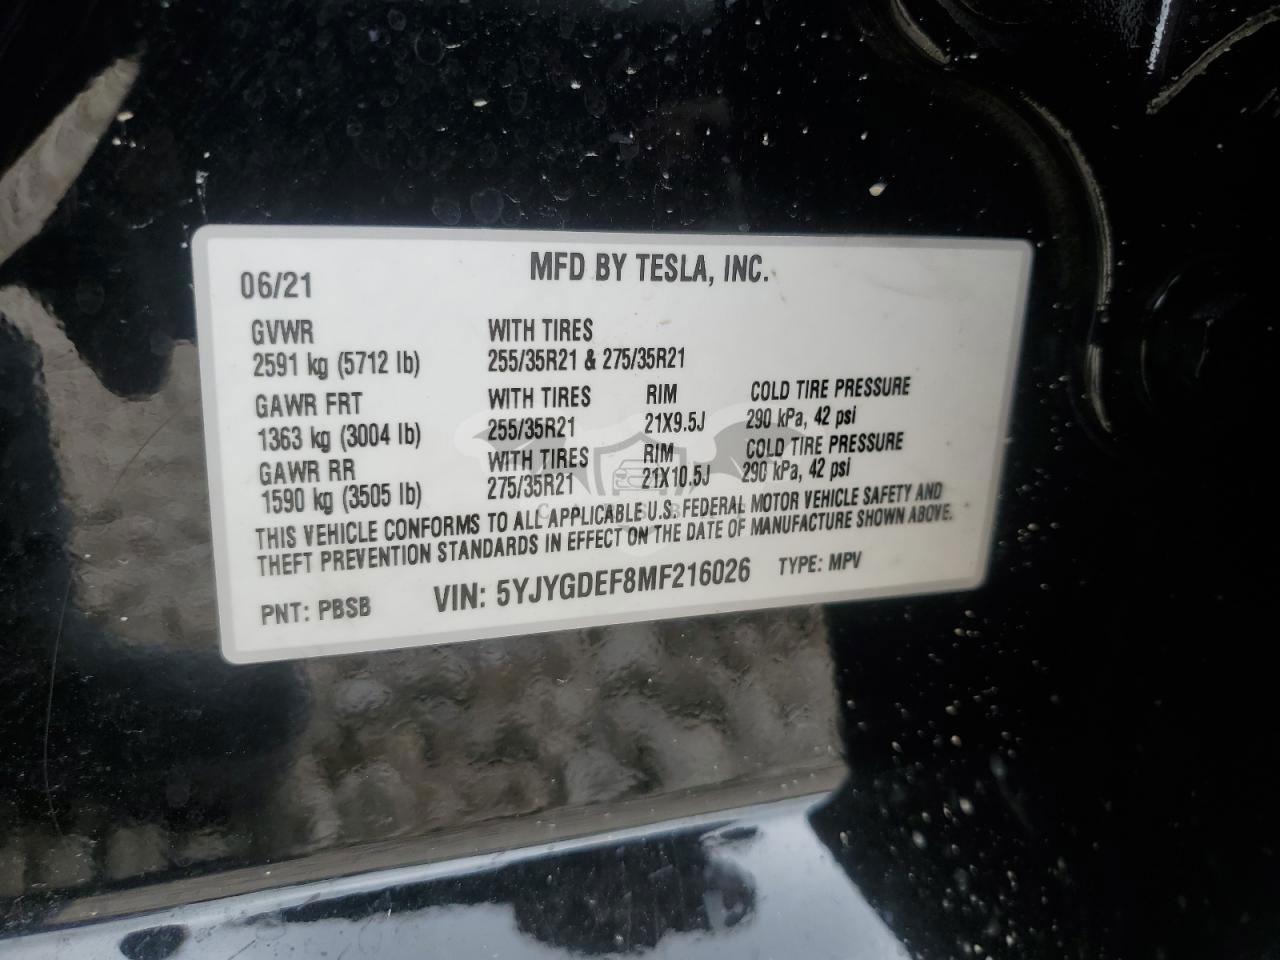 06/21 MFD BY TESLA, INC.
GVWR WITH TIRES
2591 kg (5712 lb) 255/35R21 & 275/35R21
GAWR FRT WITH TIRES RIM COLD TIRE PRESSURE
1363 kg (3004 lb) 255/35R21 21X9.5J 290 kPa, 42 psi
GAWR RR WITH TIRES RIM COLD TIRE PRESSURE
1590 kg (3505 lb) 275/35R21 21X10.5J 290 kPa, 42 psi
THIS VEHICLE CONFORMS TO ALL APPLICABLE U.S. FEDERAL MOTOR VEHICLE SAFETY AND
THEFT PREVENTION STANDARDS IN EFFECT ON THE DATE OF MANUFACTURE SHOWN ABOVE.
PNT: PBSB VIN: 5YJYGDEF8MF216026 TYPE: MPV